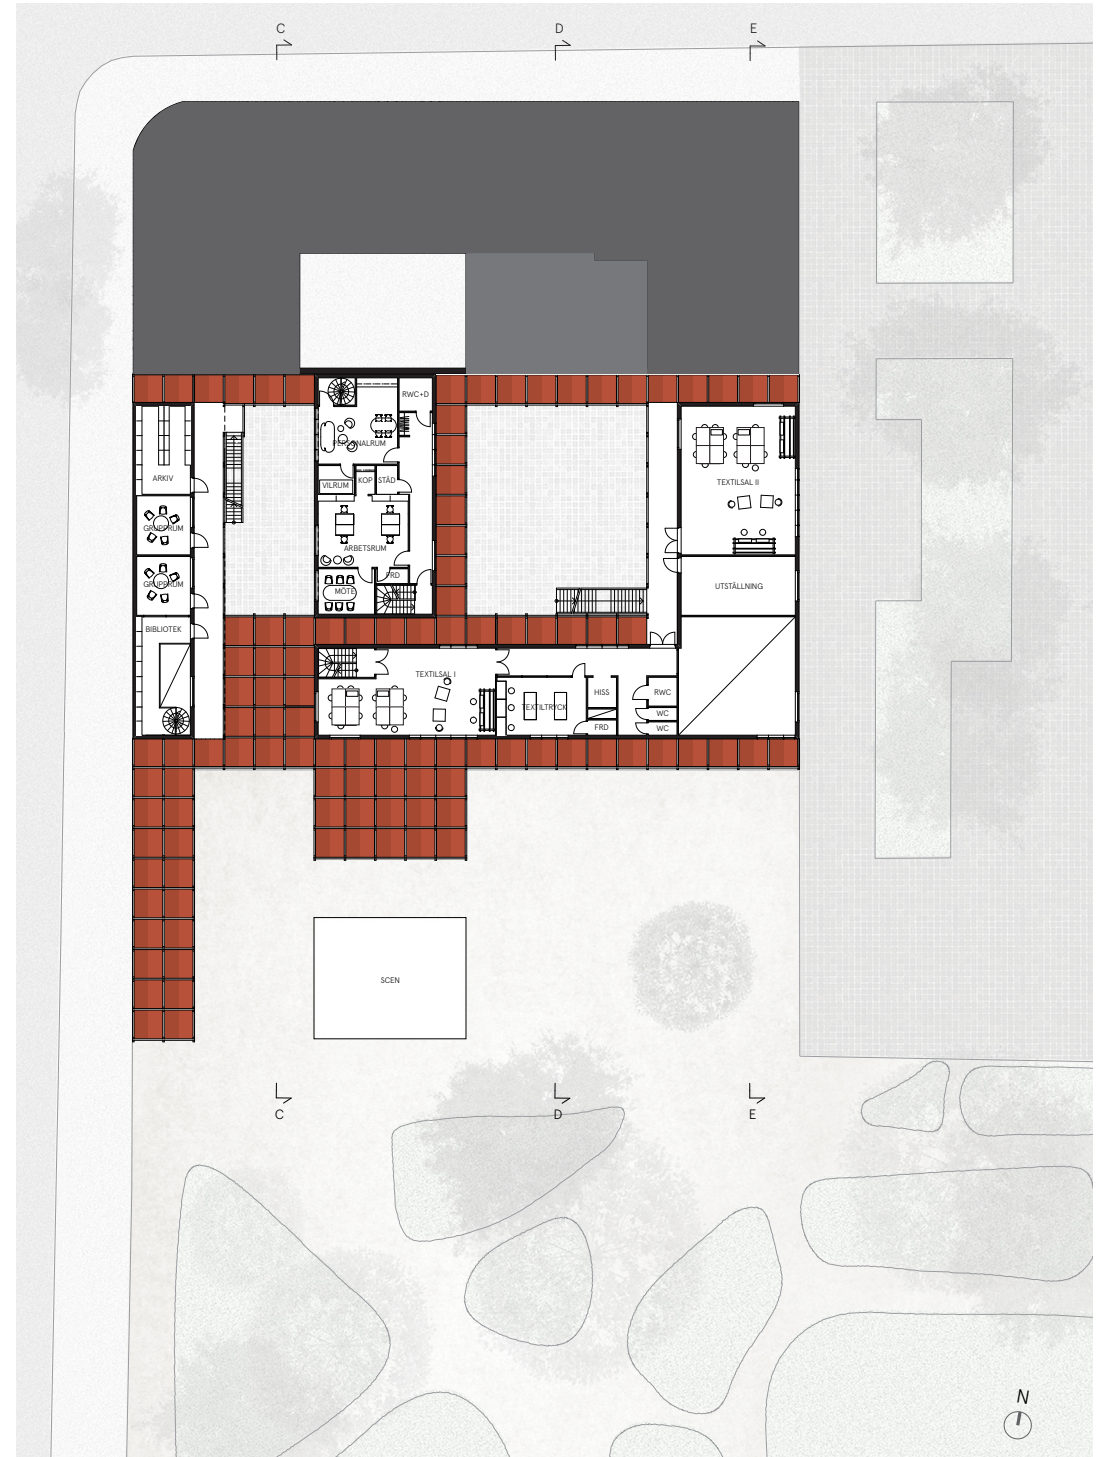 C
D
E
RWC+D
PERSONALRUM
ARKIV
VILRUM
KOP
STÄD
TEXTILSAL II
GRUPPRUM
ARBETSRUM
FRD
GRUPPRUM
MÖTE
UTSTÄLLNING
BIBLIOTEK
TEXTILSAL I
HISS
RWC
TEXTILTRYCK
WC
FRD
WC
SCEN
C
D
E
N